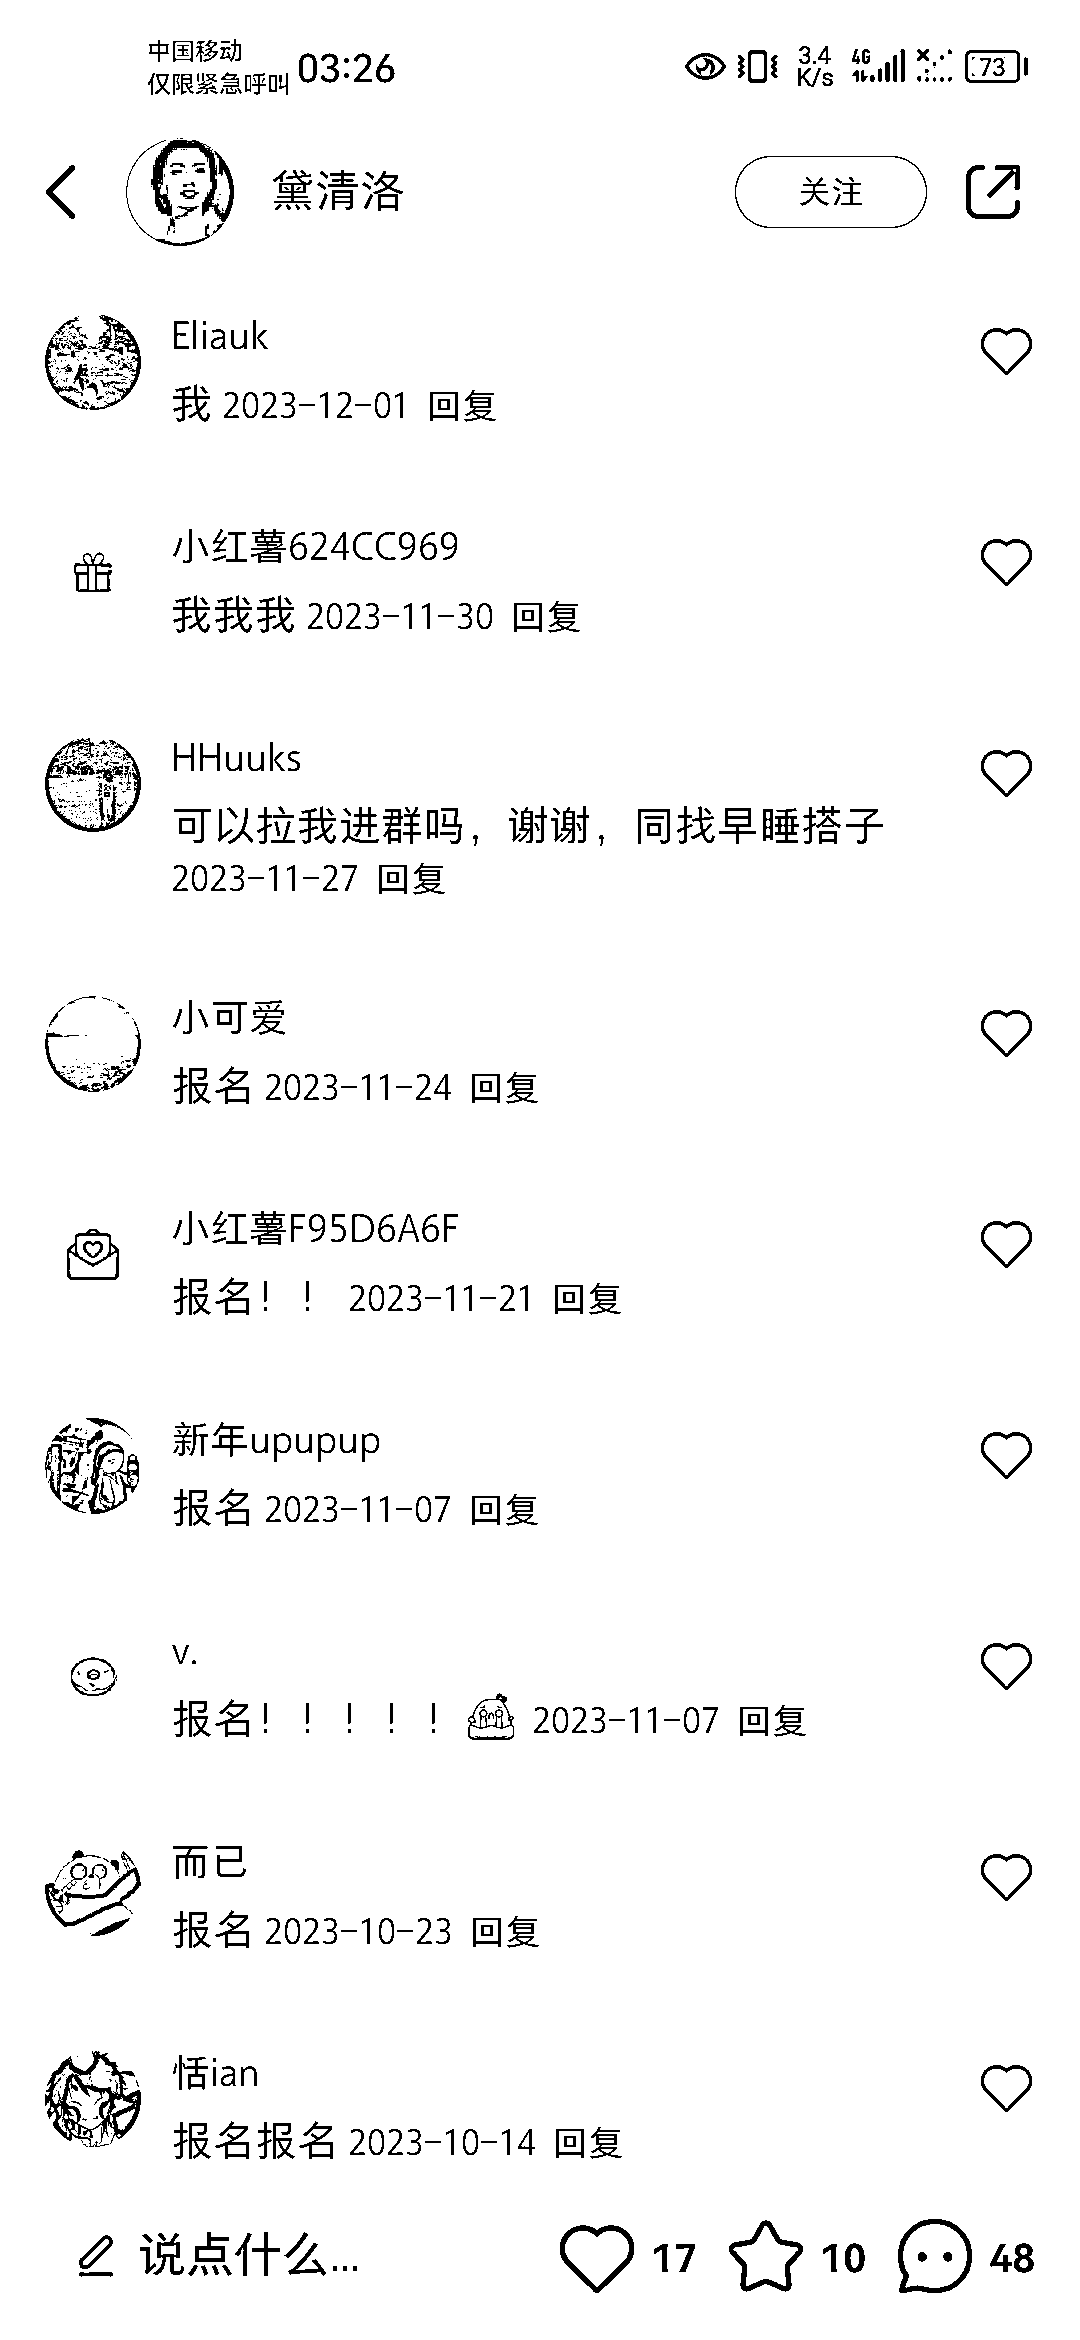 中国移动
仅限紧急呼叫 03:26 3.4 K/s 4G 73
黛清洛 关注
Eliauk
我 2023-12-01 回复
小红薯624CC969
我我我 2023-11-30 回复
HHuuks
可以拉我进群吗，谢谢，同找早睡搭子
2023-11-27 回复
小可爱
报名 2023-11-24 回复
小红薯F95D6A6F
报名！！ 2023-11-21 回复
新年upupup
报名 2023-11-07 回复
v.
报名！！！！！ 2023-11-07 回复
而已
报名 2023-10-23 回复
恬ian
报名报名 2023-10-14 回复
说点什么... 17 10 48